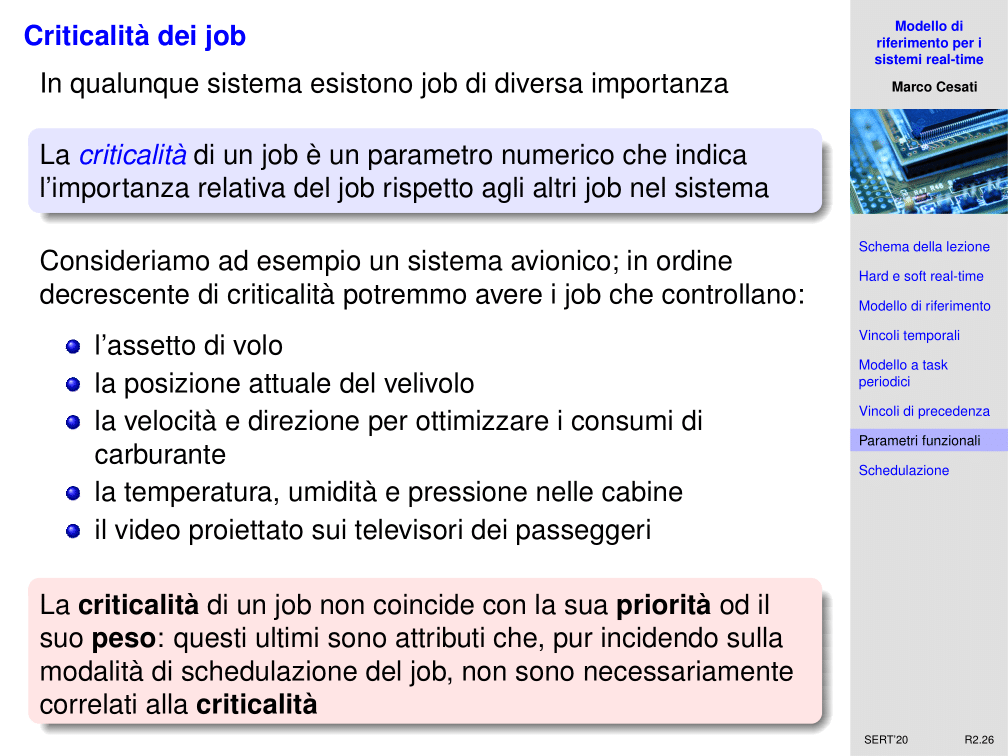 Criticalità dei job
In qualunque sistema esistono job di diversa importanza
La criticalità di un job è un parametro numerico che indica
l'importanza relativa del job rispetto agli altri job nel sistema
Consideriamo ad esempio un sistema avionico; in ordine
decrescente di criticalità potremmo avere i job che controllano:
l'assetto di volo
la posizione attuale del velivolo
la velocità e direzione per ottimizzare i consumi di
carburante
la temperatura, umidità e pressione nelle cabine
il video proiettato sui televisori dei passeggeri
La criticalità di un job non coincide con la sua priorità od il
suo peso: questi ultimi sono attributi che, pur incidendo sulla
modalità di schedulazione del job, non sono necessariamente
correlati alla criticalità
Modello di
riferimento per i
sistemi real-time
Marco Cesati
Schema della lezione
Hard e soft real-time
Modello di riferimento
Vincoli temporali
Modello a task
periodici
Vincoli di precedenza
Parametri funzionali
Schedulazione
SERT'20
R2.26